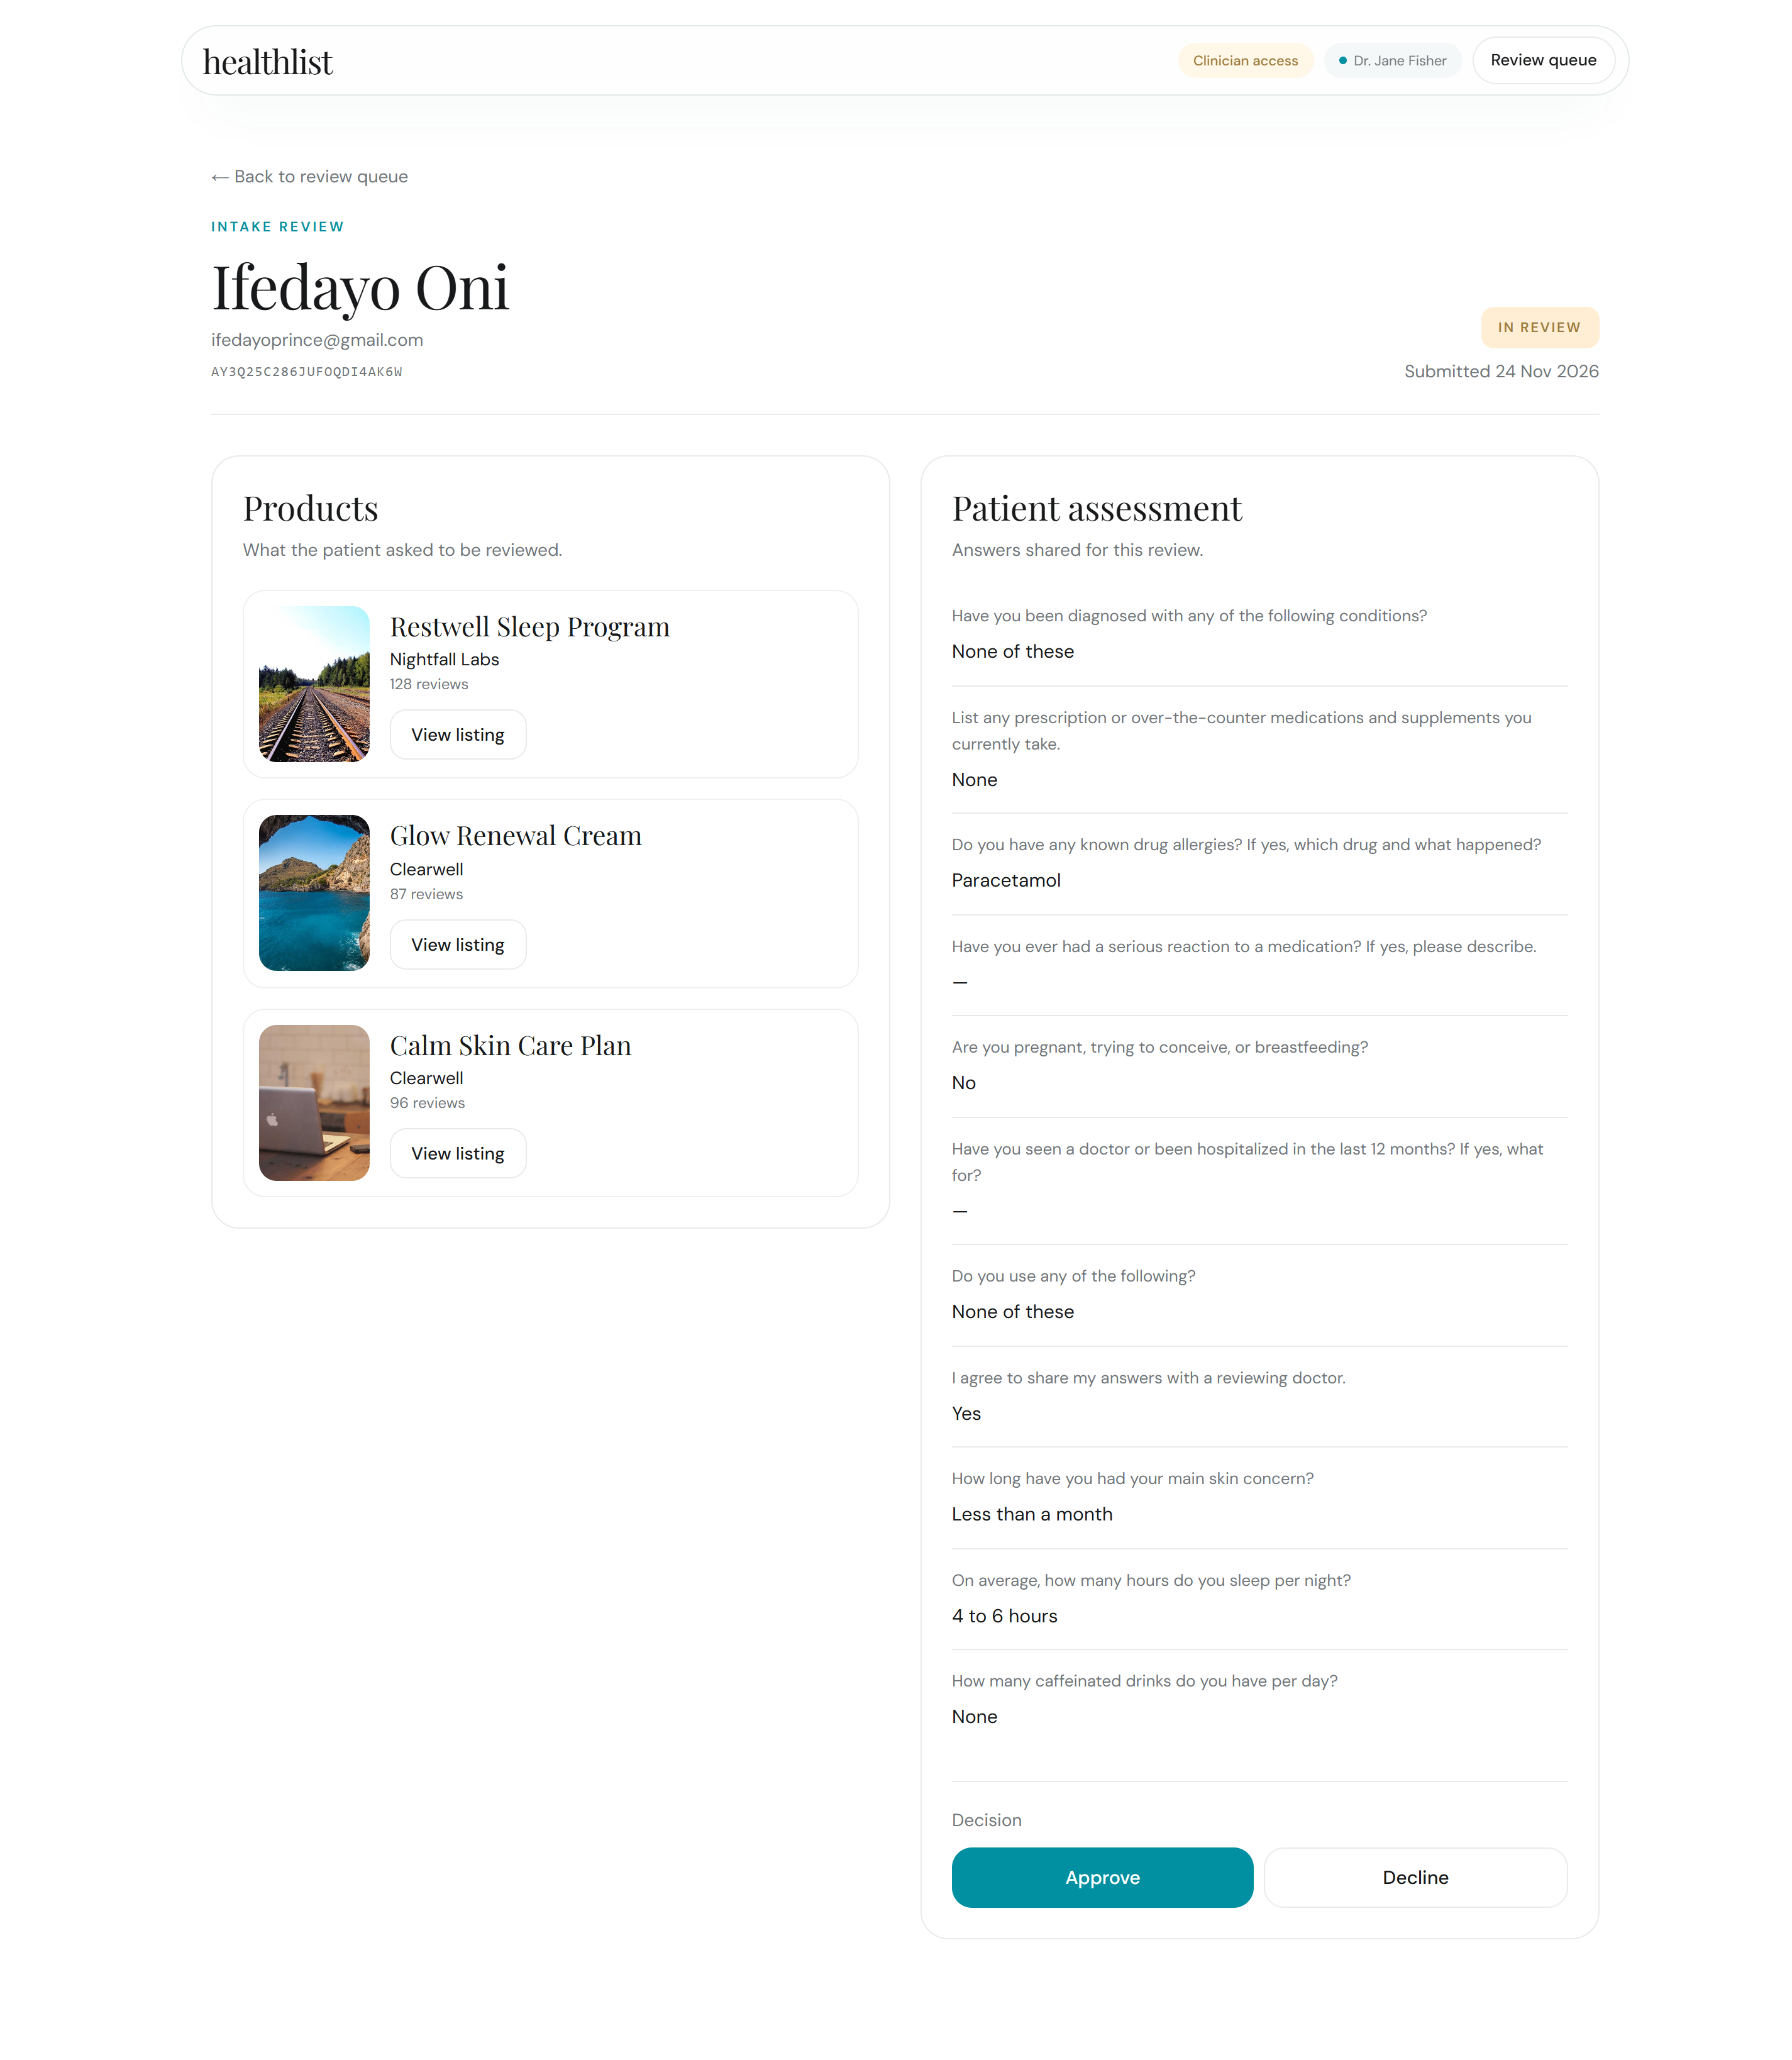 healthlist
Clinician access
Dr. Jane Fisher
Review queue
← Back to review queue
INTAKE REVIEW
Ifedayo Oni
ifedayoprince@gmail.com
AY3Q25C286JUFOQDI4AK6W
IN REVIEW
Submitted 24 Nov 2026
Products
What the patient asked to be reviewed.
Restwell Sleep Program
Nightfall Labs
128 reviews
View listing
Glow Renewal Cream
Clearwell
87 reviews
View listing
Calm Skin Care Plan
Clearwell
96 reviews
View listing
Patient assessment
Answers shared for this review.
Have you been diagnosed with any of the following conditions?
None of these
List any prescription or over-the-counter medications and supplements you
currently take.
None
Do you have any known drug allergies? If yes, which drug and what happened?
Paracetamol
Have you ever had a serious reaction to a medication? If yes, please describe.
—
Are you pregnant, trying to conceive, or breastfeeding?
No
Have you seen a doctor or been hospitalized in the last 12 months? If yes, what
for?
—
Do you use any of the following?
None of these
I agree to share my answers with a reviewing doctor.
Yes
How long have you had your main skin concern?
Less than a month
On average, how many hours do you sleep per night?
4 to 6 hours
How many caffeinated drinks do you have per day?
None
Decision
Approve
Decline